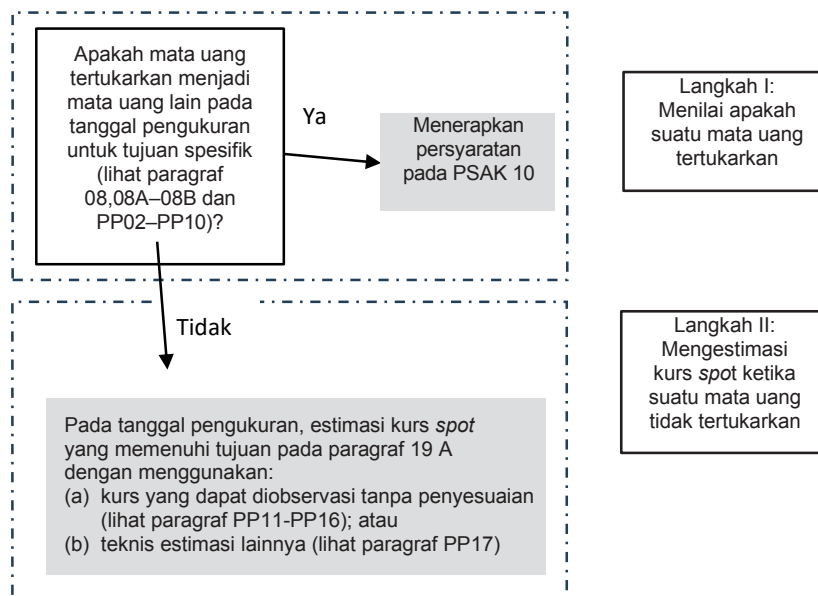 Apakah mata uang
tertukarkan menjadi
mata uang lain pada
tanggal pengukuran
untuk tujuan spesifik
(lihat paragraf
08,08A–08B dan
PP02–PP10)?
Ya
Menerapkan
persyaratan
pada PSAK 10
Langkah I:
Menilai apakah
suatu mata uang
tertukarkan
Tidak
Pada tanggal pengukuran, estimasi kurs spot
yang memenuhi tujuan pada paragraf 19 A
dengan menggunakan:
(a) kurs yang dapat diobservasi tanpa penyesuaian
(lihat paragraf PP11-PP16); atau
(b) teknis estimasi lainnya (lihat paragraf PP17)
Langkah II:
Mengestimasi
kurs spot ketika
suatu mata uang
tidak tertukarkan